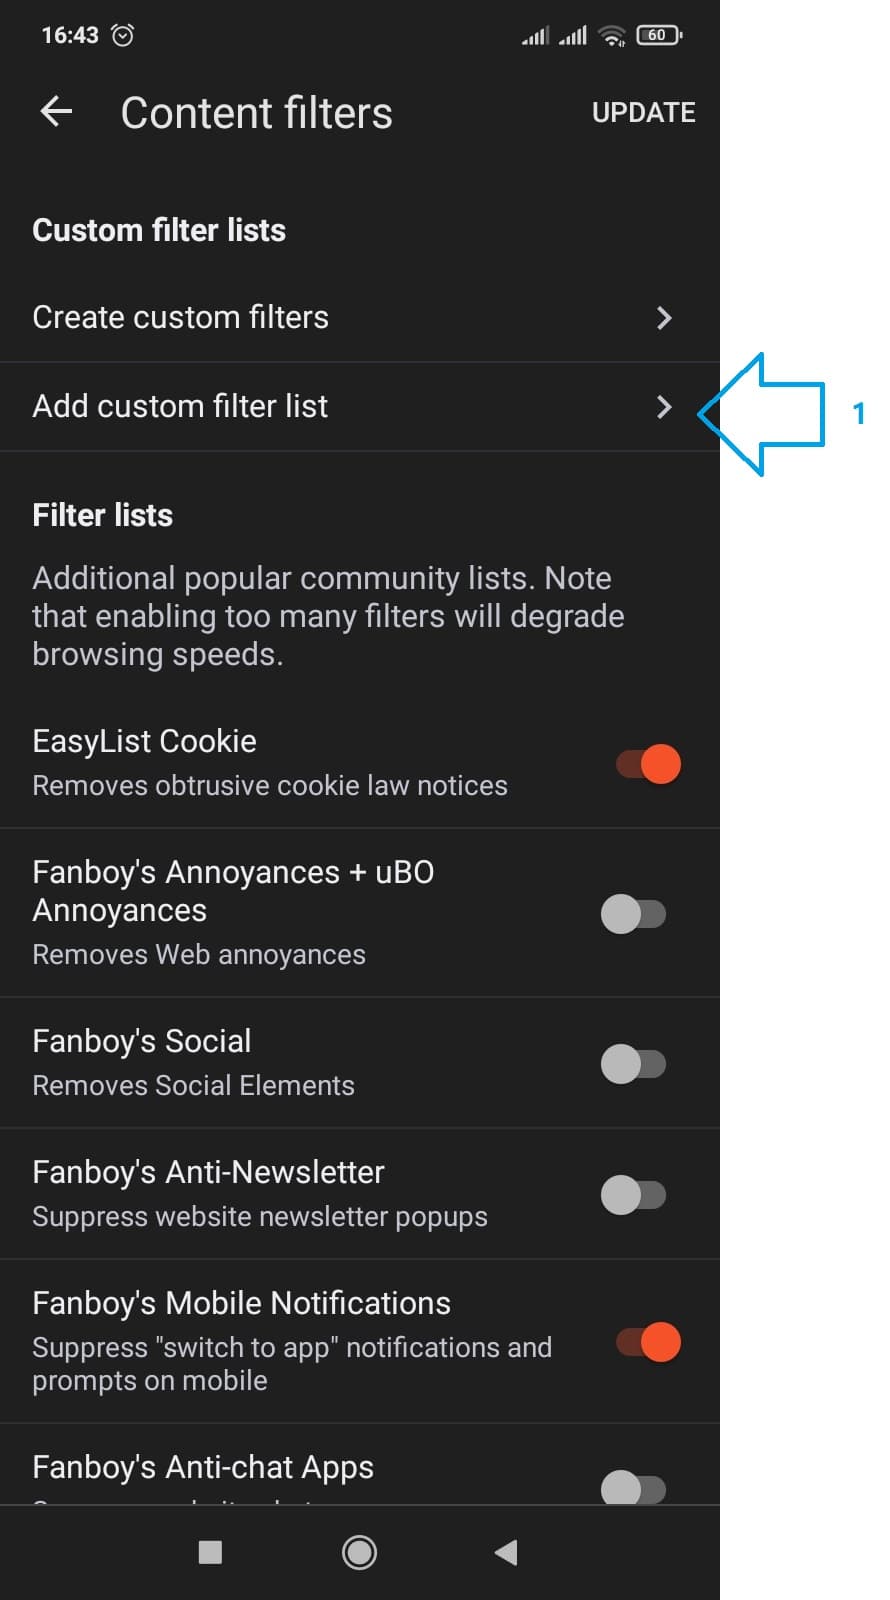 16:43 60
Content filters UPDATE
Custom filter lists
Create custom filters
Add custom filter list
1
Filter lists
Additional popular community lists. Note
that enabling too many filters will degrade
browsing speeds.
EasyList Cookie
Removes obtrusive cookie law notices
Fanboy's Annoyances + uBO
Annoyances
Removes Web annoyances
Fanboy's Social
Removes Social Elements
Fanboy's Anti-Newsletter
Suppress website newsletter popups
Fanboy's Mobile Notifications
Suppress "switch to app" notifications and
prompts on mobile
Fanboy's Anti-chat Apps